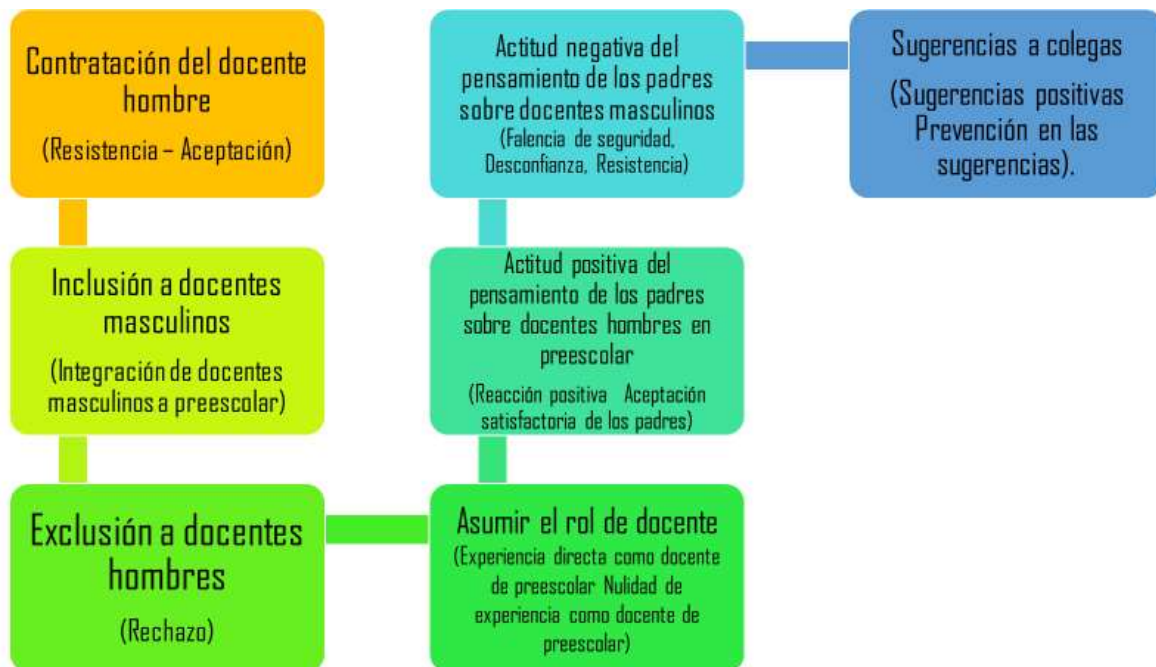 Contratación del docente
hombre
(Resistencia – Aceptación)
Inclusión a docentes
masculinos
(Integración de docentes
masculinos a preescolar)
Exclusión a docentes
hombres
(Rechazo)
Asumir el rol de docente
(Experiencia directa como docente
de preescolar Nulidad de
experiencia como docente de
preescolar)
Actitud positiva del
pensamiento de los padres
sobre docentes hombres en
preescolar
(Reacción positiva Aceptación
satisfactoria de los padres)
Actitud negativa del
pensamiento de los padres
sobre docentes masculinos
(Falencia de seguridad,
Desconfianza, Resistencia)
Sugerencias a colegas
(Sugerencias positivas
Prevención en las
sugerencias).